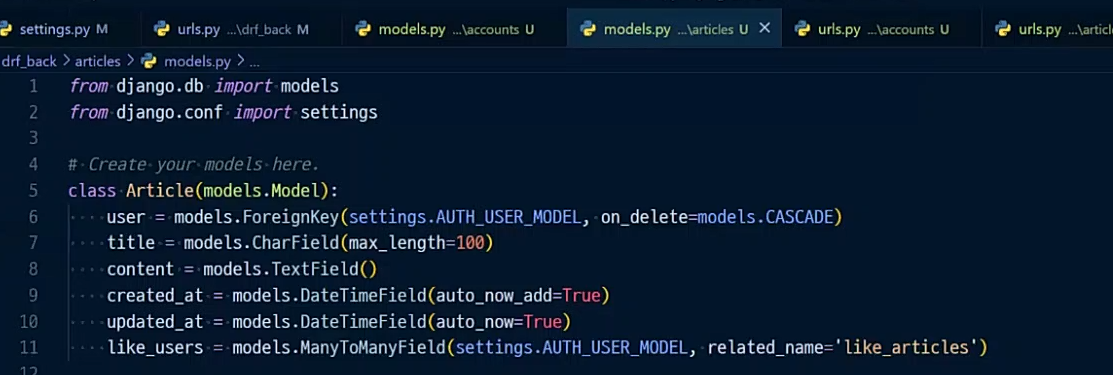 settings.py M
urls.py ...\drf_back M
models.py ...\accounts U
models.py ...\articles U ×
urls.py ...\accounts U
urls.py ...\articl
drf_back > articles > models.py > ...
1 from django.db import models
2 from django.conf import settings
3
4 # Create your models here.
5 class Article(models.Model):
6 user = models.ForeignKey(settings.AUTH_USER_MODEL, on_delete=models.CASCADE)
7 title = models.CharField(max_length=100)
8 content = models.TextField()
9 created_at = models.DateTimeField(auto_now_add=True)
10 updated_at = models.DateTimeField(auto_now=True)
11 like_users = models.ManyToManyField(settings.AUTH_USER_MODEL, related_name='like_articles')
12